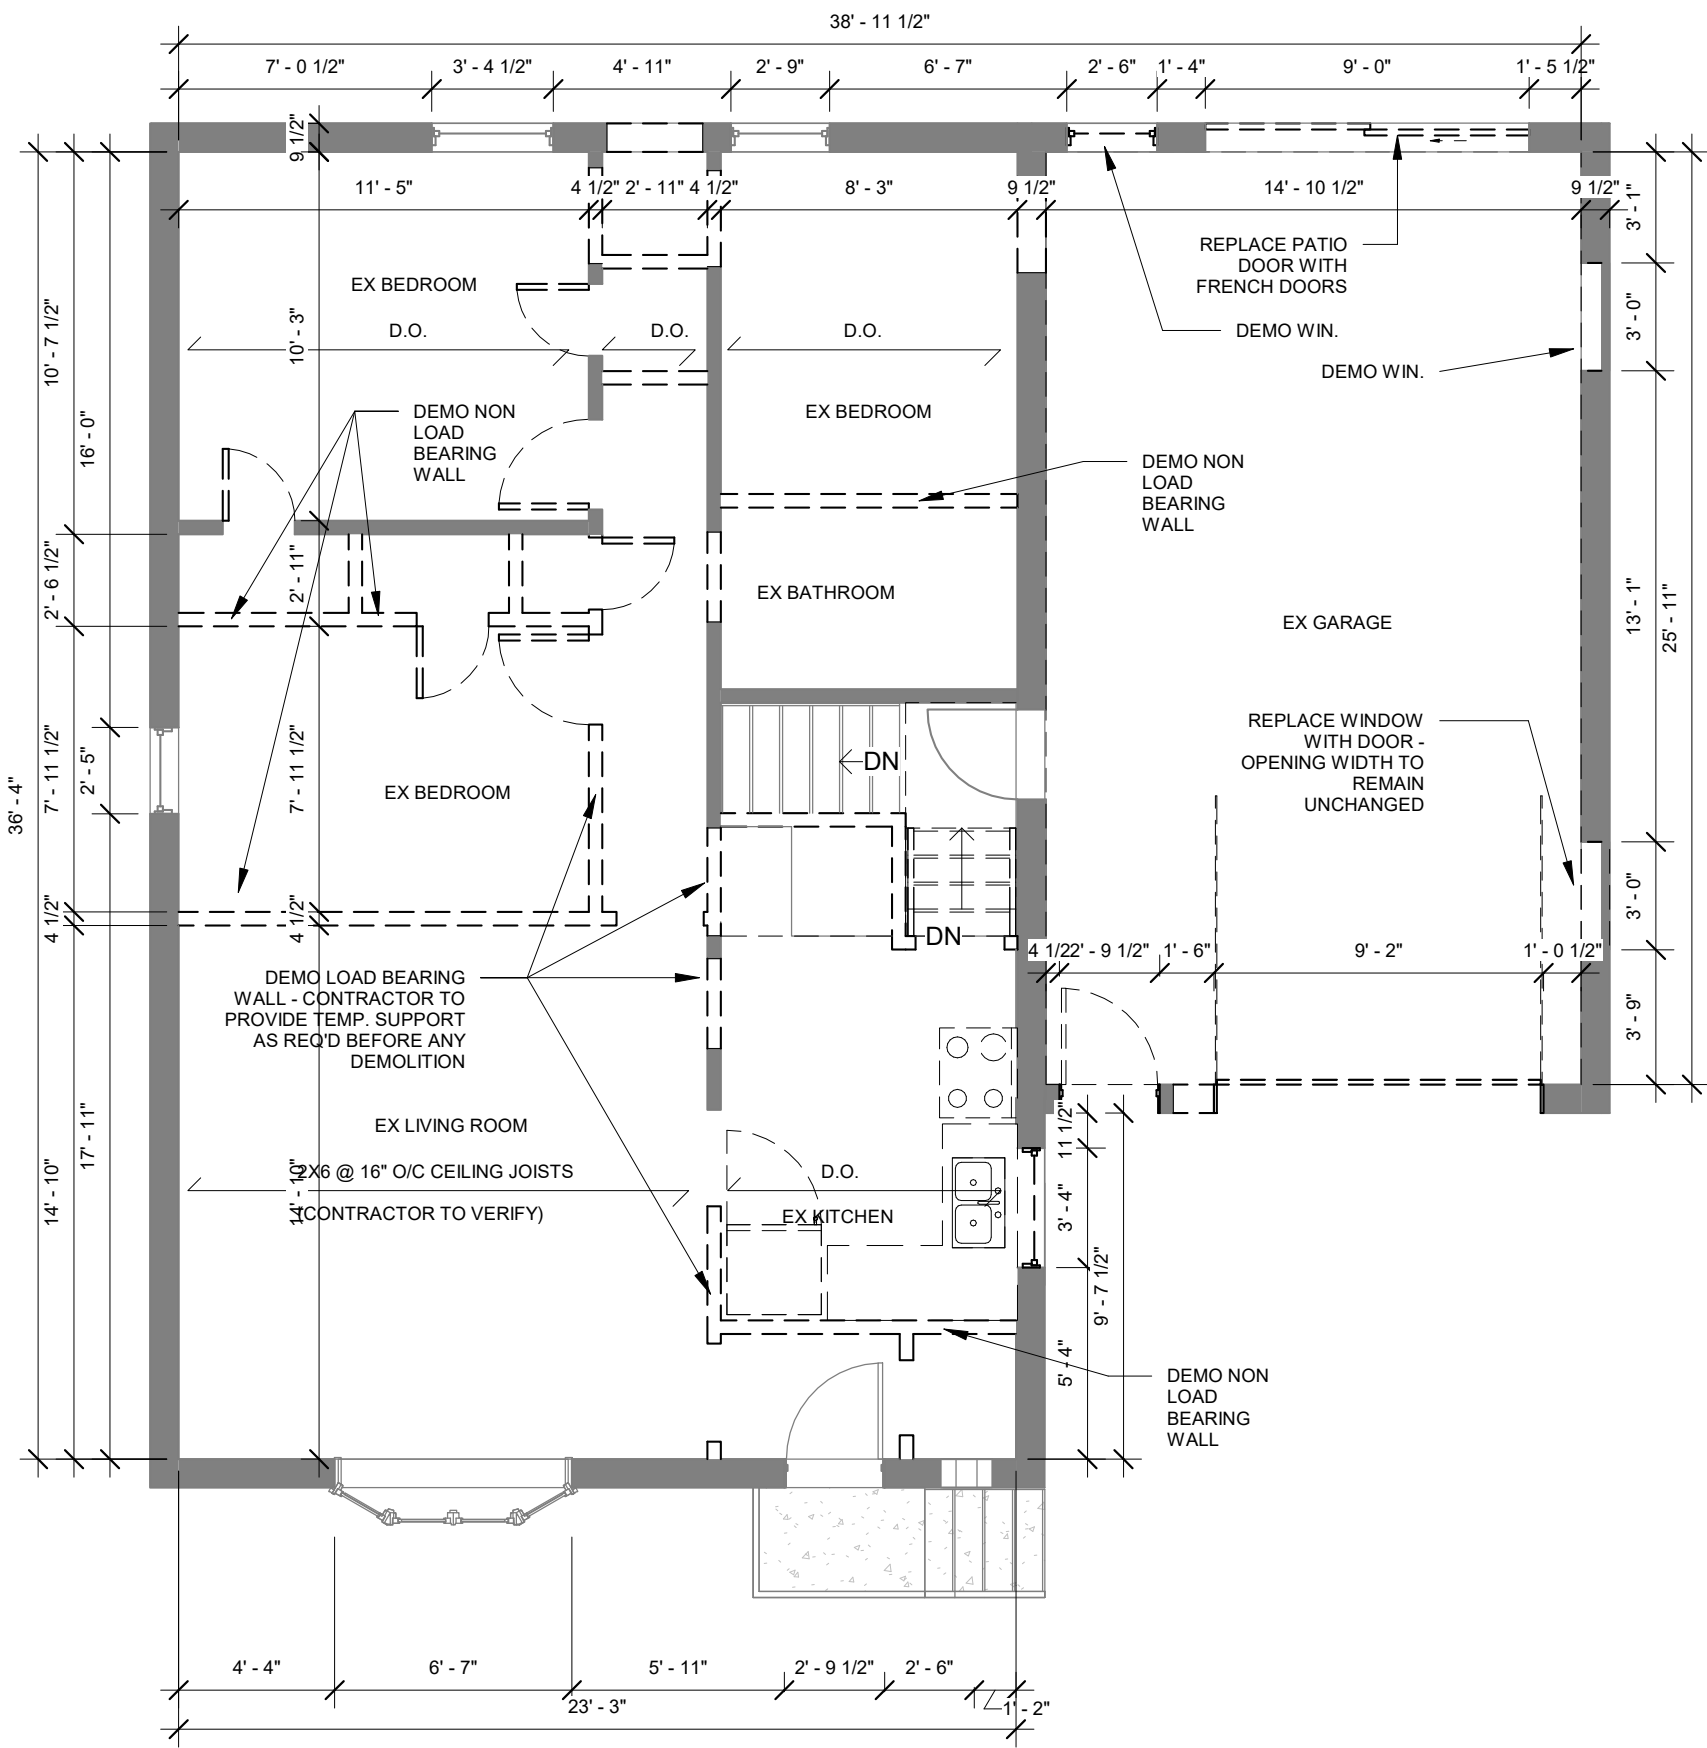 38' - 11 1/2"
7' - 0 1/2"
3' - 4 1/2"
4' - 11"
2' - 9"
6' - 7"
2' - 6"
1' - 4"
9' - 0"
1' - 5 1/2"
9 1/2"
11' - 5"
4 1/2"
2' - 11"
4 1/2"
8' - 3"
9 1/2"
14' - 10 1/2"
9 1/2"
3' - 1"
REPLACE PATIO
DOOR WITH
FRENCH DOORS
EX BEDROOM
DEMO WIN.
3' - 0"
D.O.
D.O.
D.O.
10' - 3"
10' - 7 1/2"
DEMO WIN.
16' - 0"
DEMO NON
LOAD
BEARING
WALL
EX BEDROOM
DEMO NON
LOAD
BEARING
WALL
2' - 6 1/2"
2' - 11"
EX BATHROOM
EX GARAGE
13' - 1"
25' - 11"
REPLACE WINDOW
WITH DOOR -
OPENING WIDTH TO
REMAIN
UNCHANGED
36' - 4"
7' - 11 1/2"
2' - 5"
7' - 11 1/2"
EX BEDROOM
DN
4 1/2"
4 1/2"
DN
3' - 0"
4 1/2
2' - 9 1/2"
1' - 6"
9' - 2"
1' - 0 1/2"
3' - 9"
DEMO LOAD BEARING
WALL - CONTRACTOR TO
PROVIDE TEMP. SUPPORT
AS REQ'D BEFORE ANY
DEMOLITION
17' - 11"
14' - 10"
EX LIVING ROOM
2X6 @ 16" O/C CEILING JOISTS
14' - 10"
(CONTRACTOR TO VERIFY)
D.O.
EX KITCHEN
11 1/2"
3' - 4"
9' - 7 1/2"
5' - 4"
DEMO NON
LOAD
BEARING
WALL
4' - 4"
6' - 7"
5' - 11"
2' - 9 1/2"
2' - 6"
1' - 2"
23' - 3"